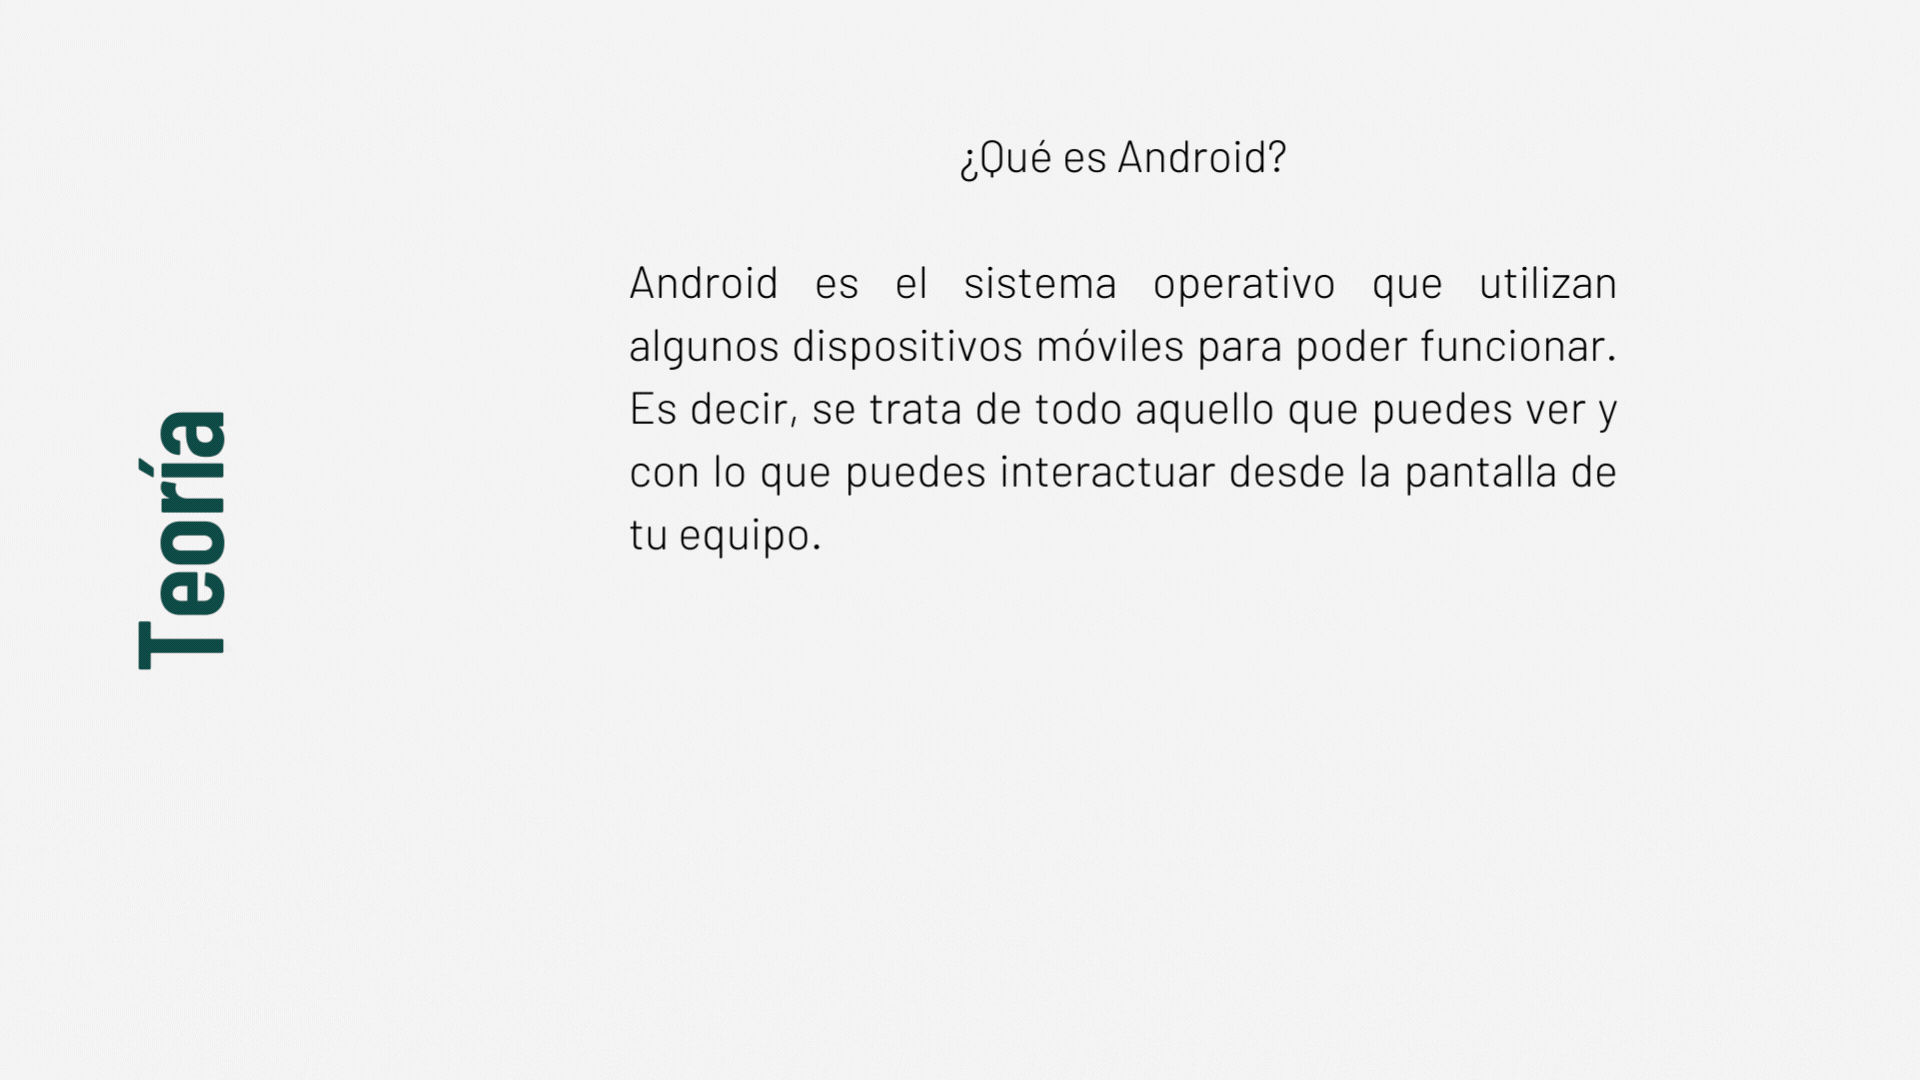 Teoría
¿Qué es Android?
Android es el sistema operativo que utilizan
algunos dispositivos móviles para poder funcionar.
Es decir, se trata de todo aquello que puedes ver y
con lo que puedes interactuar desde la pantalla de
tu equipo.